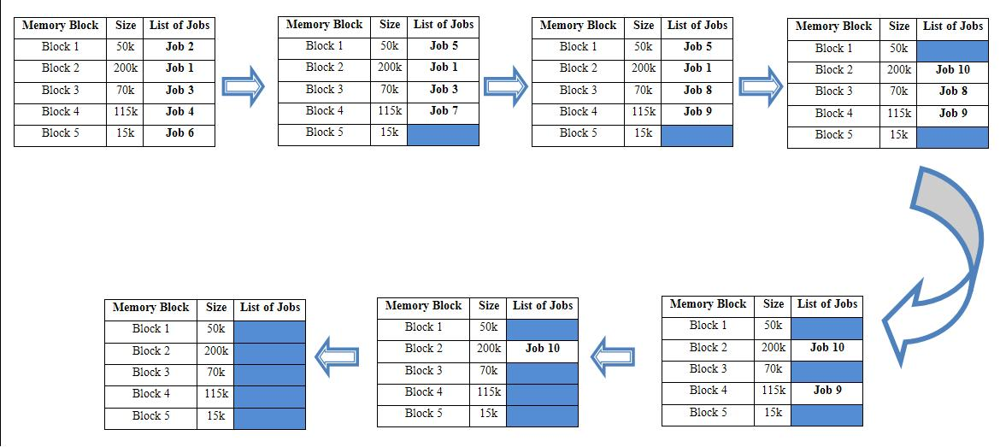 Memory Block Size List of Jobs
Block 1 50k Job 2
Block 2 200k Job 1
Block 3 70k Job 3
Block 4 115k Job 4
Block 5 15k Job 6
Memory Block Size List of Jobs
Block 1 50k Job 5
Block 2 200k Job 1
Block 3 70k Job 3
Block 4 115k Job 7
Block 5 15k
Memory Block Size List of Jobs
Block 1 50k Job 5
Block 2 200k Job 1
Block 3 70k Job 8
Block 4 115k Job 9
Block 5 15k
Memory Block Size List of Jobs
Block 1 50k
Block 2 200k Job 10
Block 3 70k Job 8
Block 4 115k Job 9
Block 5 15k
Memory Block Size List of Jobs
Block 1 50k
Block 2 200k Job 10
Block 3 70k
Block 4 115k Job 9
Block 5 15k
Memory Block Size List of Jobs
Block 1 50k
Block 2 200k Job 10
Block 3 70k
Block 4 115k
Block 5 15k
Memory Block Size List of Jobs
Block 1 50k
Block 2 200k
Block 3 70k
Block 4 115k
Block 5 15k